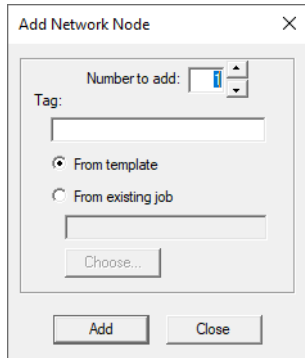 Add Network Node
Number to add: 1
Tag:
From template
From existing job
Choose...
Add Close